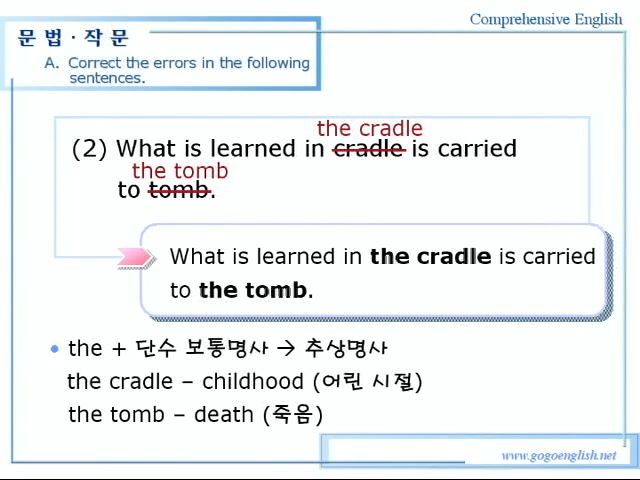 Comprehensive English
문 법 · 작 문
A. Correct the errors in the following
sentences.
the cradle
(2) What is learned in cradle is carried
the tomb
to tomb.
What is learned in the cradle is carried
to the tomb.
• the + 단수 보통명사 → 추상명사
the cradle – childhood (어린 시절)
the tomb – death (죽음)
www.gogoenglish.net